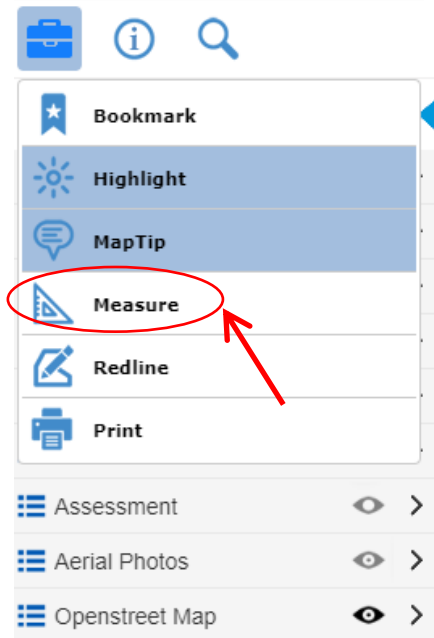 Bookmark
Highlight
MapTip
Measure
Redline
Print
Assessment
Aerial Photos
Openstreet Map